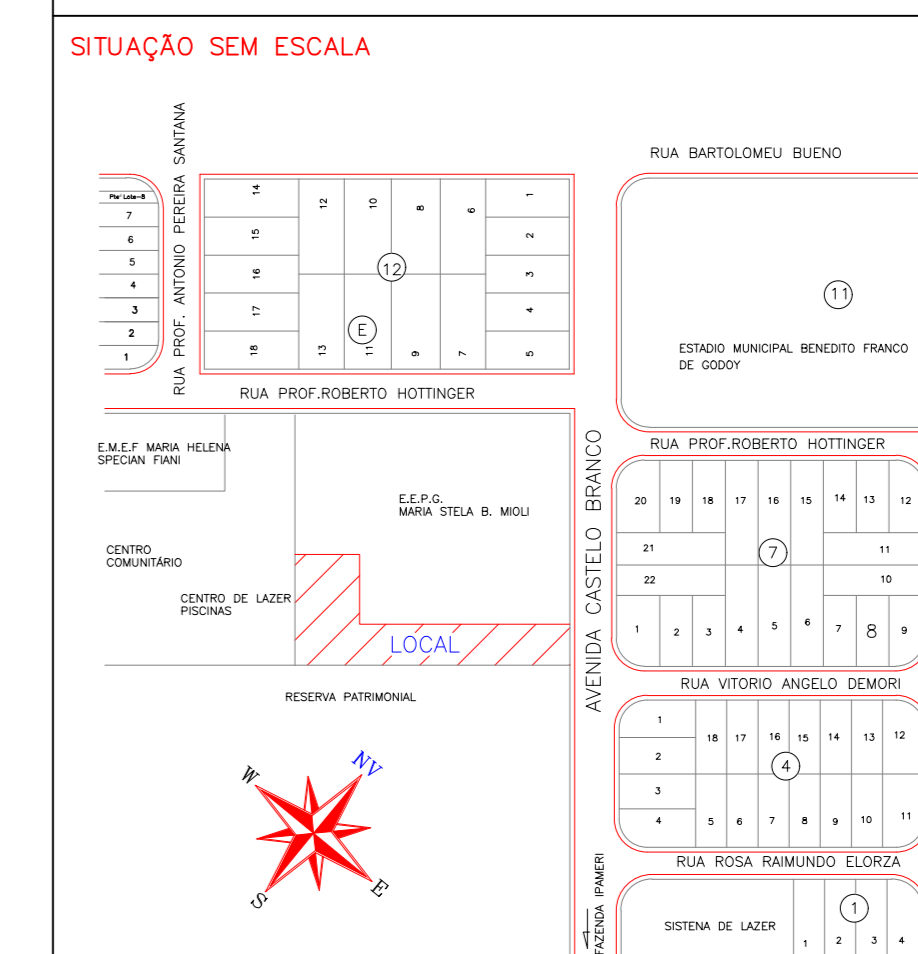 SITUAÇÃO SEM ESCALA
RUA PROF. ANTONIO PEREIRA SANTANA
RUA BARTOLOMEU BUENO
Pte/ Lote-8
7
6
5
4
3
2
1
14
15
16
17
18
12
10
8
6
12
E
13
11
9
7
1
2
3
4
5
11
ESTADIO MUNICIPAL BENEDITO FRANCO
DE GODOY
RUA PROF.ROBERTO HOTTINGER
E.M.E.F MARIA HELENA
SPECIAN FIANI
E.E.P.G.
MARIA STELA B. MIOLI
CENTRO
COMUNITÁRIO
CENTRO DE LAZER
PISCINAS
LOCAL
RESERVA PATRIMONIAL
AVENIDA CASTELO BRANCO
RUA PROF.ROBERTO HOTTINGER
20 19 18 17 16 15 14 13 12
21
22
7
11
10
1 2 3 4 5 6 7 8 9
RUA VITORIO ANGELO DEMORI
1
2
3
4
18 17 16 15 14 13 12
4
5 6 7 8 9 10 11
RUA ROSA RAIMUNDO ELORZA
W
NV
S
E
FAZENDA IPAMERI
SISTENA DE LAZER
1
1 2 3 4